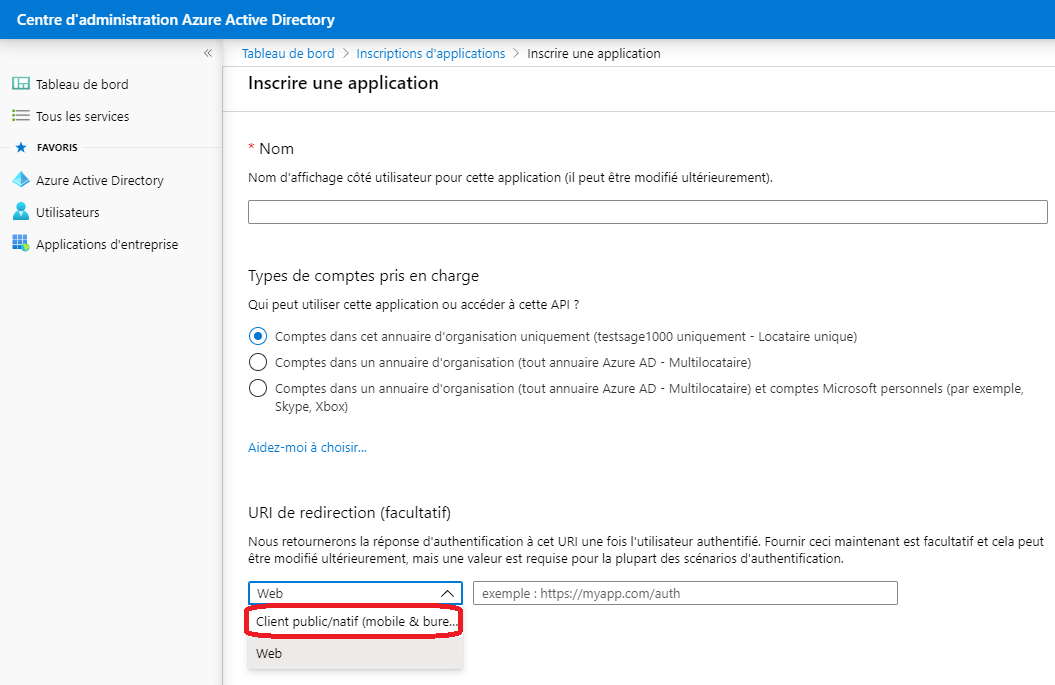 Centre d'administration Azure Active Directory
«
Tableau de bord > Inscriptions d'applications > Inscrire une application
Tableau de bord
Tous les services
FAVORIS
Azure Active Directory
Utilisateurs
Applications d'entreprise
Inscrire une application
* Nom
Nom d'affichage côté utilisateur pour cette application (il peut être modifié ultérieurement).
Types de comptes pris en charge
Qui peut utiliser cette application ou accéder à cette API ?
Comptes dans cet annuaire d'organisation uniquement (testsage1000 uniquement - Locataire unique)
Comptes dans un annuaire d'organisation (tout annuaire Azure AD - Multilocataire)
Comptes dans un annuaire d'organisation (tout annuaire Azure AD - Multilocataire) et comptes Microsoft personnels (par exemple,
Skype, Xbox)
Aidez-moi à choisir...
URI de redirection (facultatif)
Nous retournerons la réponse d'authentification à cet URI une fois l'utilisateur authentifié. Fournir ceci maintenant est facultatif et cela peut
être modifié ultérieurement, mais une valeur est requise pour la plupart des scénarios d'authentification.
Web
exemple : https://myapp.com/auth
Client public/natif (mobile & bure...
Web